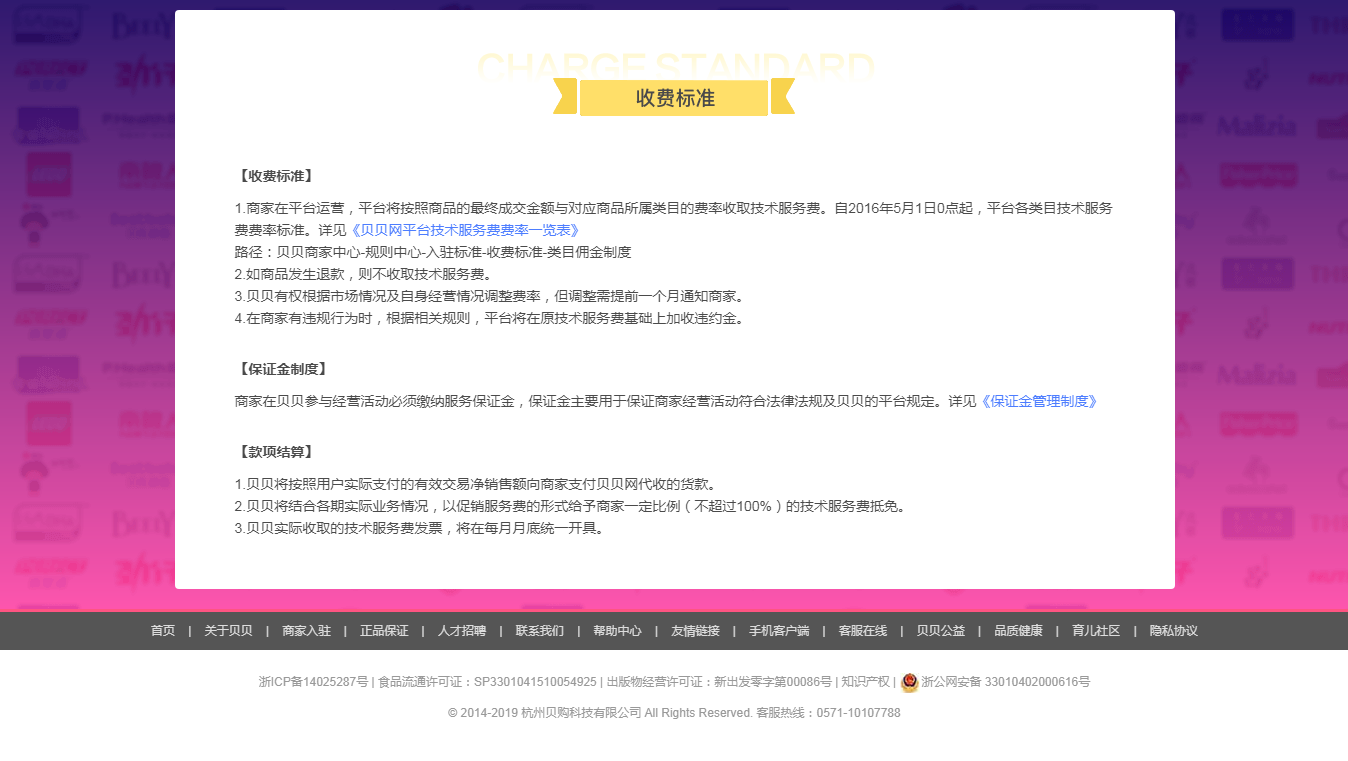 CHARGE STANDARD
收费标准
【收费标准】
1.商家在平台运营，平台将按照商品的最终成交金额与对应商品所属类目的费率收取技术服务费。自2016年5月1日0点起，平台各类目技术服务
费费率标准。详见《贝贝网平台技术服务费费率一览表》
路径：贝贝商家中心-规则中心-入驻标准-收费标准-类目佣金制度
2.如商品发生退款，则不收取技术服务费。
3.贝贝有权根据市场情况及自身经营情况调整费率，但调整需提前一个月通知商家。
4.在商家有违规行为时，根据相关规则，平台将在原技术服务费基础上加收违约金。
【保证金制度】
商家在贝贝参与经营活动必须缴纳服务保证金，保证金主要用于保证商家经营活动符合法律法规及贝贝的平台规定。详见《保证金管理制度》
【款项结算】
1.贝贝将按照用户实际支付的有效交易净销售额向商家支付贝贝网代收的货款。
2.贝贝将结合各期实际业务情况，以促销服务费的形式给予商家一定比例（不超过100%）的技术服务费抵免。
3.贝贝实际收取的技术服务费发票，将在每月月底统一开具。
Malizia
Malizia
首页 | 关于贝贝 | 商家入驻 | 正品保证 | 人才招聘 | 联系我们 | 帮助中心 | 友情链接 | 手机客户端 | 客服在线 | 贝贝公益 | 品质健康 | 育儿社区 | 隐私协议
浙ICP备14025287号 | 食品流通许可证：SP3301041510054925 | 出版物经营许可证：新出发零字第00086号 | 知识产权 | 浙公网安备 33010402000616号
© 2014-2019 杭州贝购科技有限公司 All Rights Reserved. 客服热线：0571-10107788